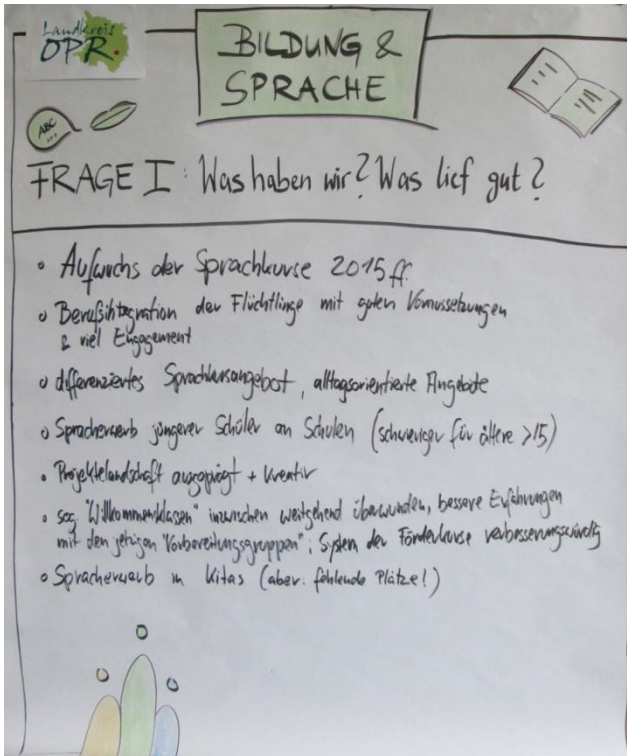 Landkreis
OPR.
BILDUNG &
SPRACHE
ABC
...
FRAGE I: Was haben wir? Was lief gut?
• Aufwuchs der Sprachkurse 2015 ff.
• Berufsintegration der Flüchtlinge mit guten Voraussetzungen
& viel Engagement
• differenziertes Sprachkursangebot, alltagsorientierte Angebote
• Spracherwerb jüngerer Schüler an Schulen (schwieriger für ältere >15)
• Projektelandschaft ausgeprägt + kreativ
• sog. "Willkommensklassen" inzwischen weitgehend überwunden, bessere Erfahrungen
mit den jetzigen "Vorbereitungsgruppen"; System der Förderkurse verbesserungswürdig
• Spracherwerb in Kitas (aber: fehlende Plätze!)